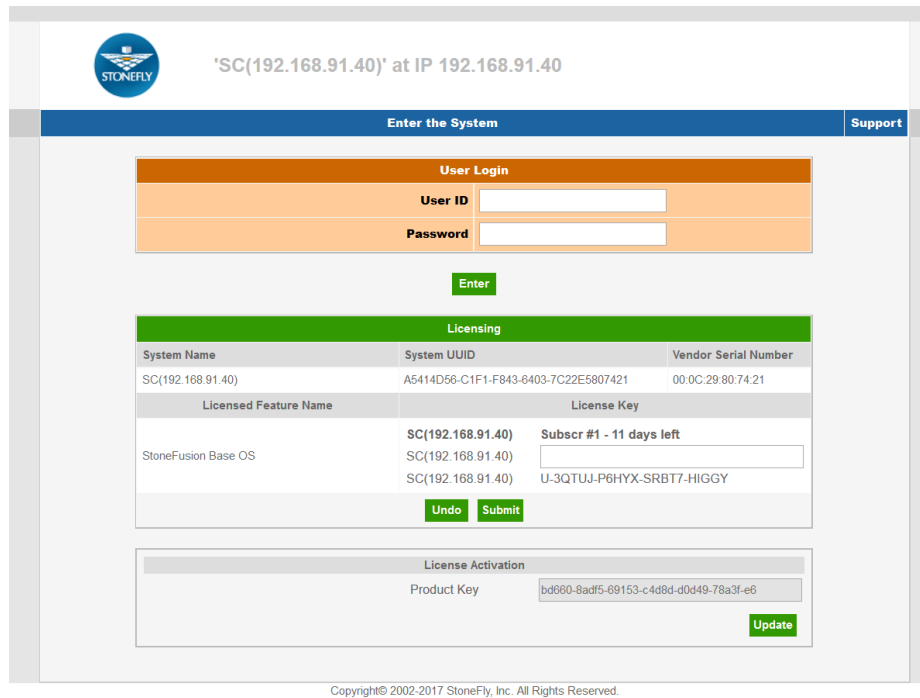 STONEFLY
'SC(192.168.91.40)' at IP 192.168.91.40
Enter the System Support
User Login
User ID
Password
Enter
Licensing
System Name System UUID Vendor Serial Number
SC(192.168.91.40) A5414D56-C1F1-F843-6403-7C22E5807421 00:0C:29:80:74:21
Licensed Feature Name License Key
SC(192.168.91.40) Subscr #1 - 11 days left
StoneFusion Base OS SC(192.168.91.40)
SC(192.168.91.40) U-3QTUJ-P6HYX-SRBT7-HIGGY
Undo Submit
License Activation
Product Key bd660-8adf5-69153-c4d8d-d0d49-78a3f-e6
Update
Copyright© 2002-2017 StoneFly, Inc. All Rights Reserved.